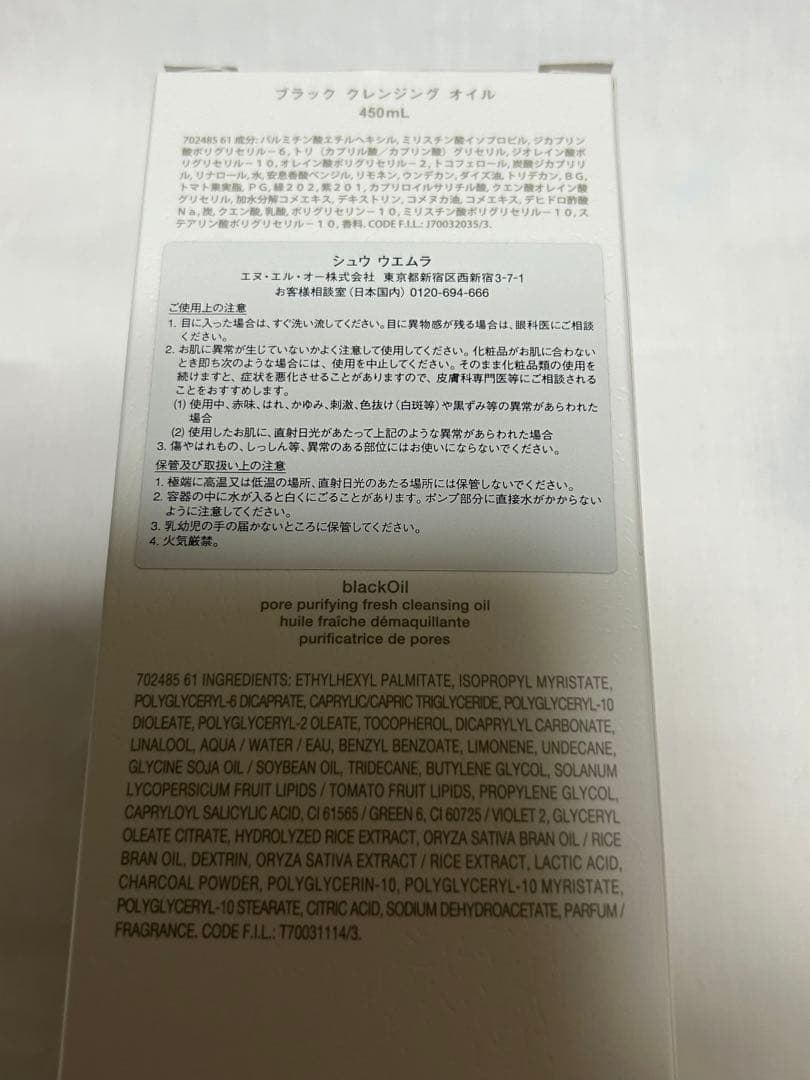 ブラック クレンジング オイル
450mL
702485 61 成分: パルミチン酸エチルヘキシル, ミリスチン酸イソプロピル, ジカプリン
酸ポリグリセリル－6, トリ（カプリル酸／カプリン酸）グリセリル, ジオレイン酸ポ
リグリセリル－10, オレイン酸ポリグリセリル－2, トコフェロール, 炭酸ジカプリリ
ル, リナロール, 水, 安息香酸ベンジル, リモネン, ウンデカン, ダイズ油, トリデカン, BG,
トマト果実脂, PG, 緑202, 紫201, カプリロイルサリチル酸, クエン酸オレイン酸
グリセリル, 加水分解コメエキス, デキストリン, コメヌカ油, コメエキス, デヒドロ酢酸
Na, 炭, クエン酸, 乳酸, ポリグリセリン－10, ミリスチン酸ポリグリセリル－10, ス
テアリン酸ポリグリセリル－10, 香料. CODE F.I.L.: J70032035/3.
シュウ ウエムラ
エヌ・エル・オー株式会社 東京都新宿区西新宿3-7-1
お客様相談室（日本国内）0120-694-666
ご使用上の注意
1. 目に入った場合は、すぐ洗い流してください。目に異物感が残る場合は、眼科医にご相談
ください。
2. お肌に異常が生じていないかよく注意して使用してください。化粧品がお肌に合わない
とき即ち次のような場合には、使用を中止してください。そのまま化粧品類の使用を
続けますと、症状を悪化させることがありますので、皮膚科専門医等にご相談される
ことをおすすめします。
(1) 使用中、赤味、はれ、かゆみ、刺激、色抜け（白斑等）や黒ずみ等の異常があらわれた
場合
(2) 使用したお肌に、直射日光があたって上記のような異常があらわれた場合
3. 傷やはれもの、しっしん等、異常のある部位にはお使いにならないでください。
保管及び取扱い上の注意
1. 極端に高温又は低温の場所、直射日光のあたる場所には保管しないでください。
2. 容器の中に水が入ると白くにごることがあります。ポンプ部分に直接水がかからない
ように注意してください。
3. 乳幼児の手の届かないところに保管してください。
4. 火気厳禁。
blackOil
pore purifying fresh cleansing oil
huile fraîche démaquillante
purificatrice de pores
702485 61 INGREDIENTS: ETHYLHEXYL PALMITATE, ISOPROPYL MYRISTATE,
POLYGLYCERYL-6 DICAPRATE, CAPRYLIC/CAPRIC TRIGLYCERIDE, POLYGLYCERYL-10
DIOLEATE, POLYGLYCERYL-2 OLEATE, TOCOPHEROL, DICAPRYLYL CARBONATE,
LINALOOL, AQUA / WATER / EAU, BENZYL BENZOATE, LIMONENE, UNDECANE,
GLYCINE SOJA OIL / SOYBEAN OIL, TRIDECANE, BUTYLENE GLYCOL, SOLANUM
LYCOPERSICUM FRUIT LIPIDS / TOMATO FRUIT LIPIDS, PROPYLENE GLYCOL,
CAPRYLOYL SALICYLIC ACID, CI 61565 / GREEN 6, CI 60725 / VIOLET 2, GLYCERYL
OLEATE CITRATE, HYDROLYZED RICE EXTRACT, ORYZA SATIVA BRAN OIL / RICE
BRAN OIL, DEXTRIN, ORYZA SATIVA EXTRACT / RICE EXTRACT, LACTIC ACID,
CHARCOAL POWDER, POLYGLYCERIN-10, POLYGLYCERYL-10 MYRISTATE,
POLYGLYCERYL-10 STEARATE, CITRIC ACID, SODIUM DEHYDROACETATE, PARFUM /
FRAGRANCE. CODE F.I.L.: T70031114/3.